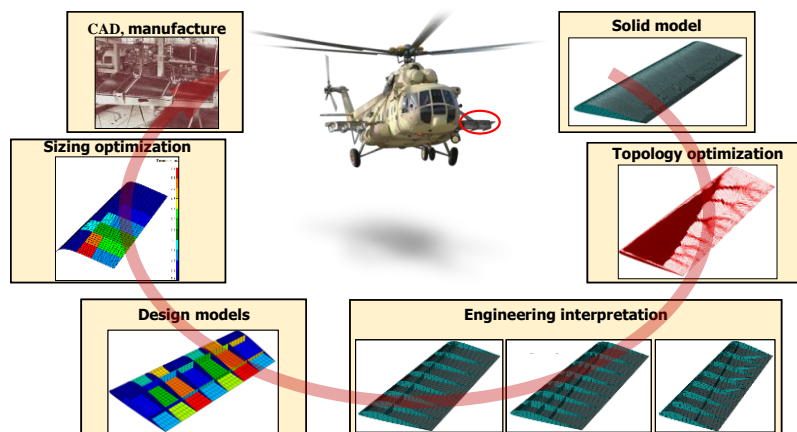 CAD, manufacture
Solid model
Sizing optimization
Topology optimization
Design models
Engineering interpretation